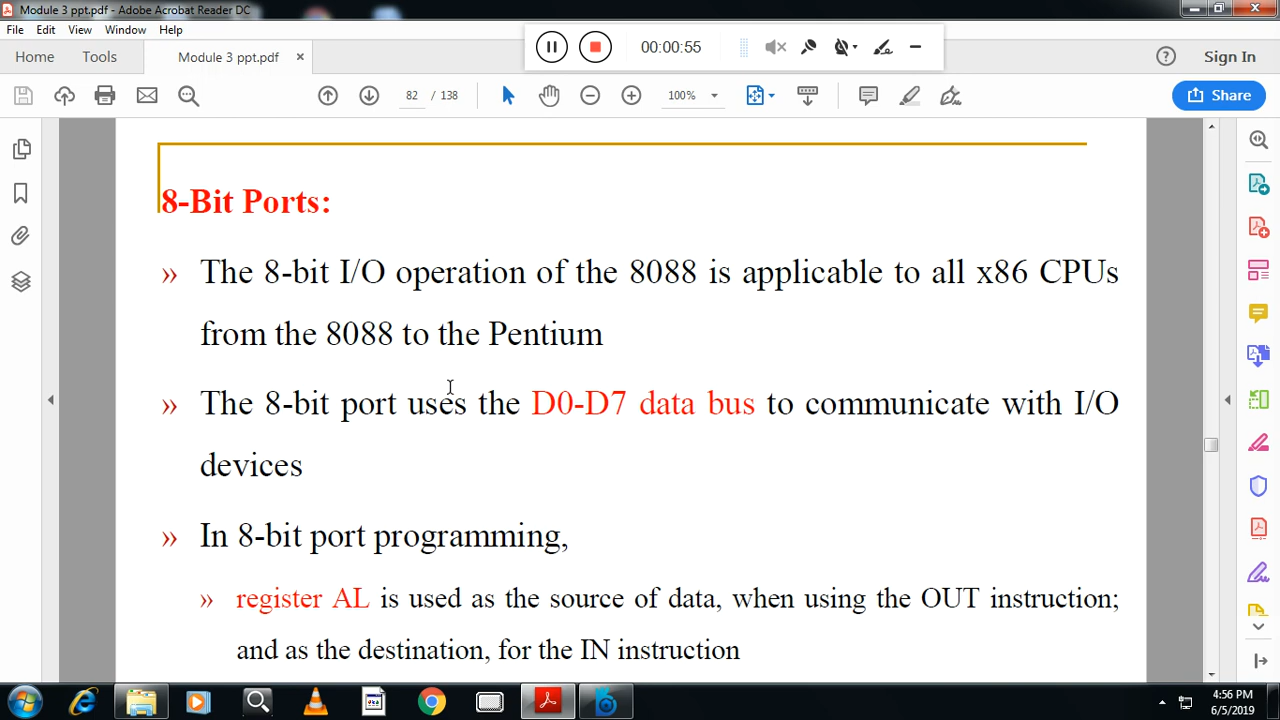 Module 3 ppt.pdf - Adobe Acrobat Reader DC
File Edit View Window Help
Home Tools Module 3 ppt.pdf × 00:00:55 Sign In
82 / 138 100% Share
8-Bit Ports:
» The 8-bit I/O operation of the 8088 is applicable to all x86 CPUs
from the 8088 to the Pentium
» The 8-bit port uses the D0-D7 data bus to communicate with I/O
devices
» In 8-bit port programming,
» register AL is used as the source of data, when using the OUT instruction;
and as the destination, for the IN instruction
4:56 PM
6/5/2019